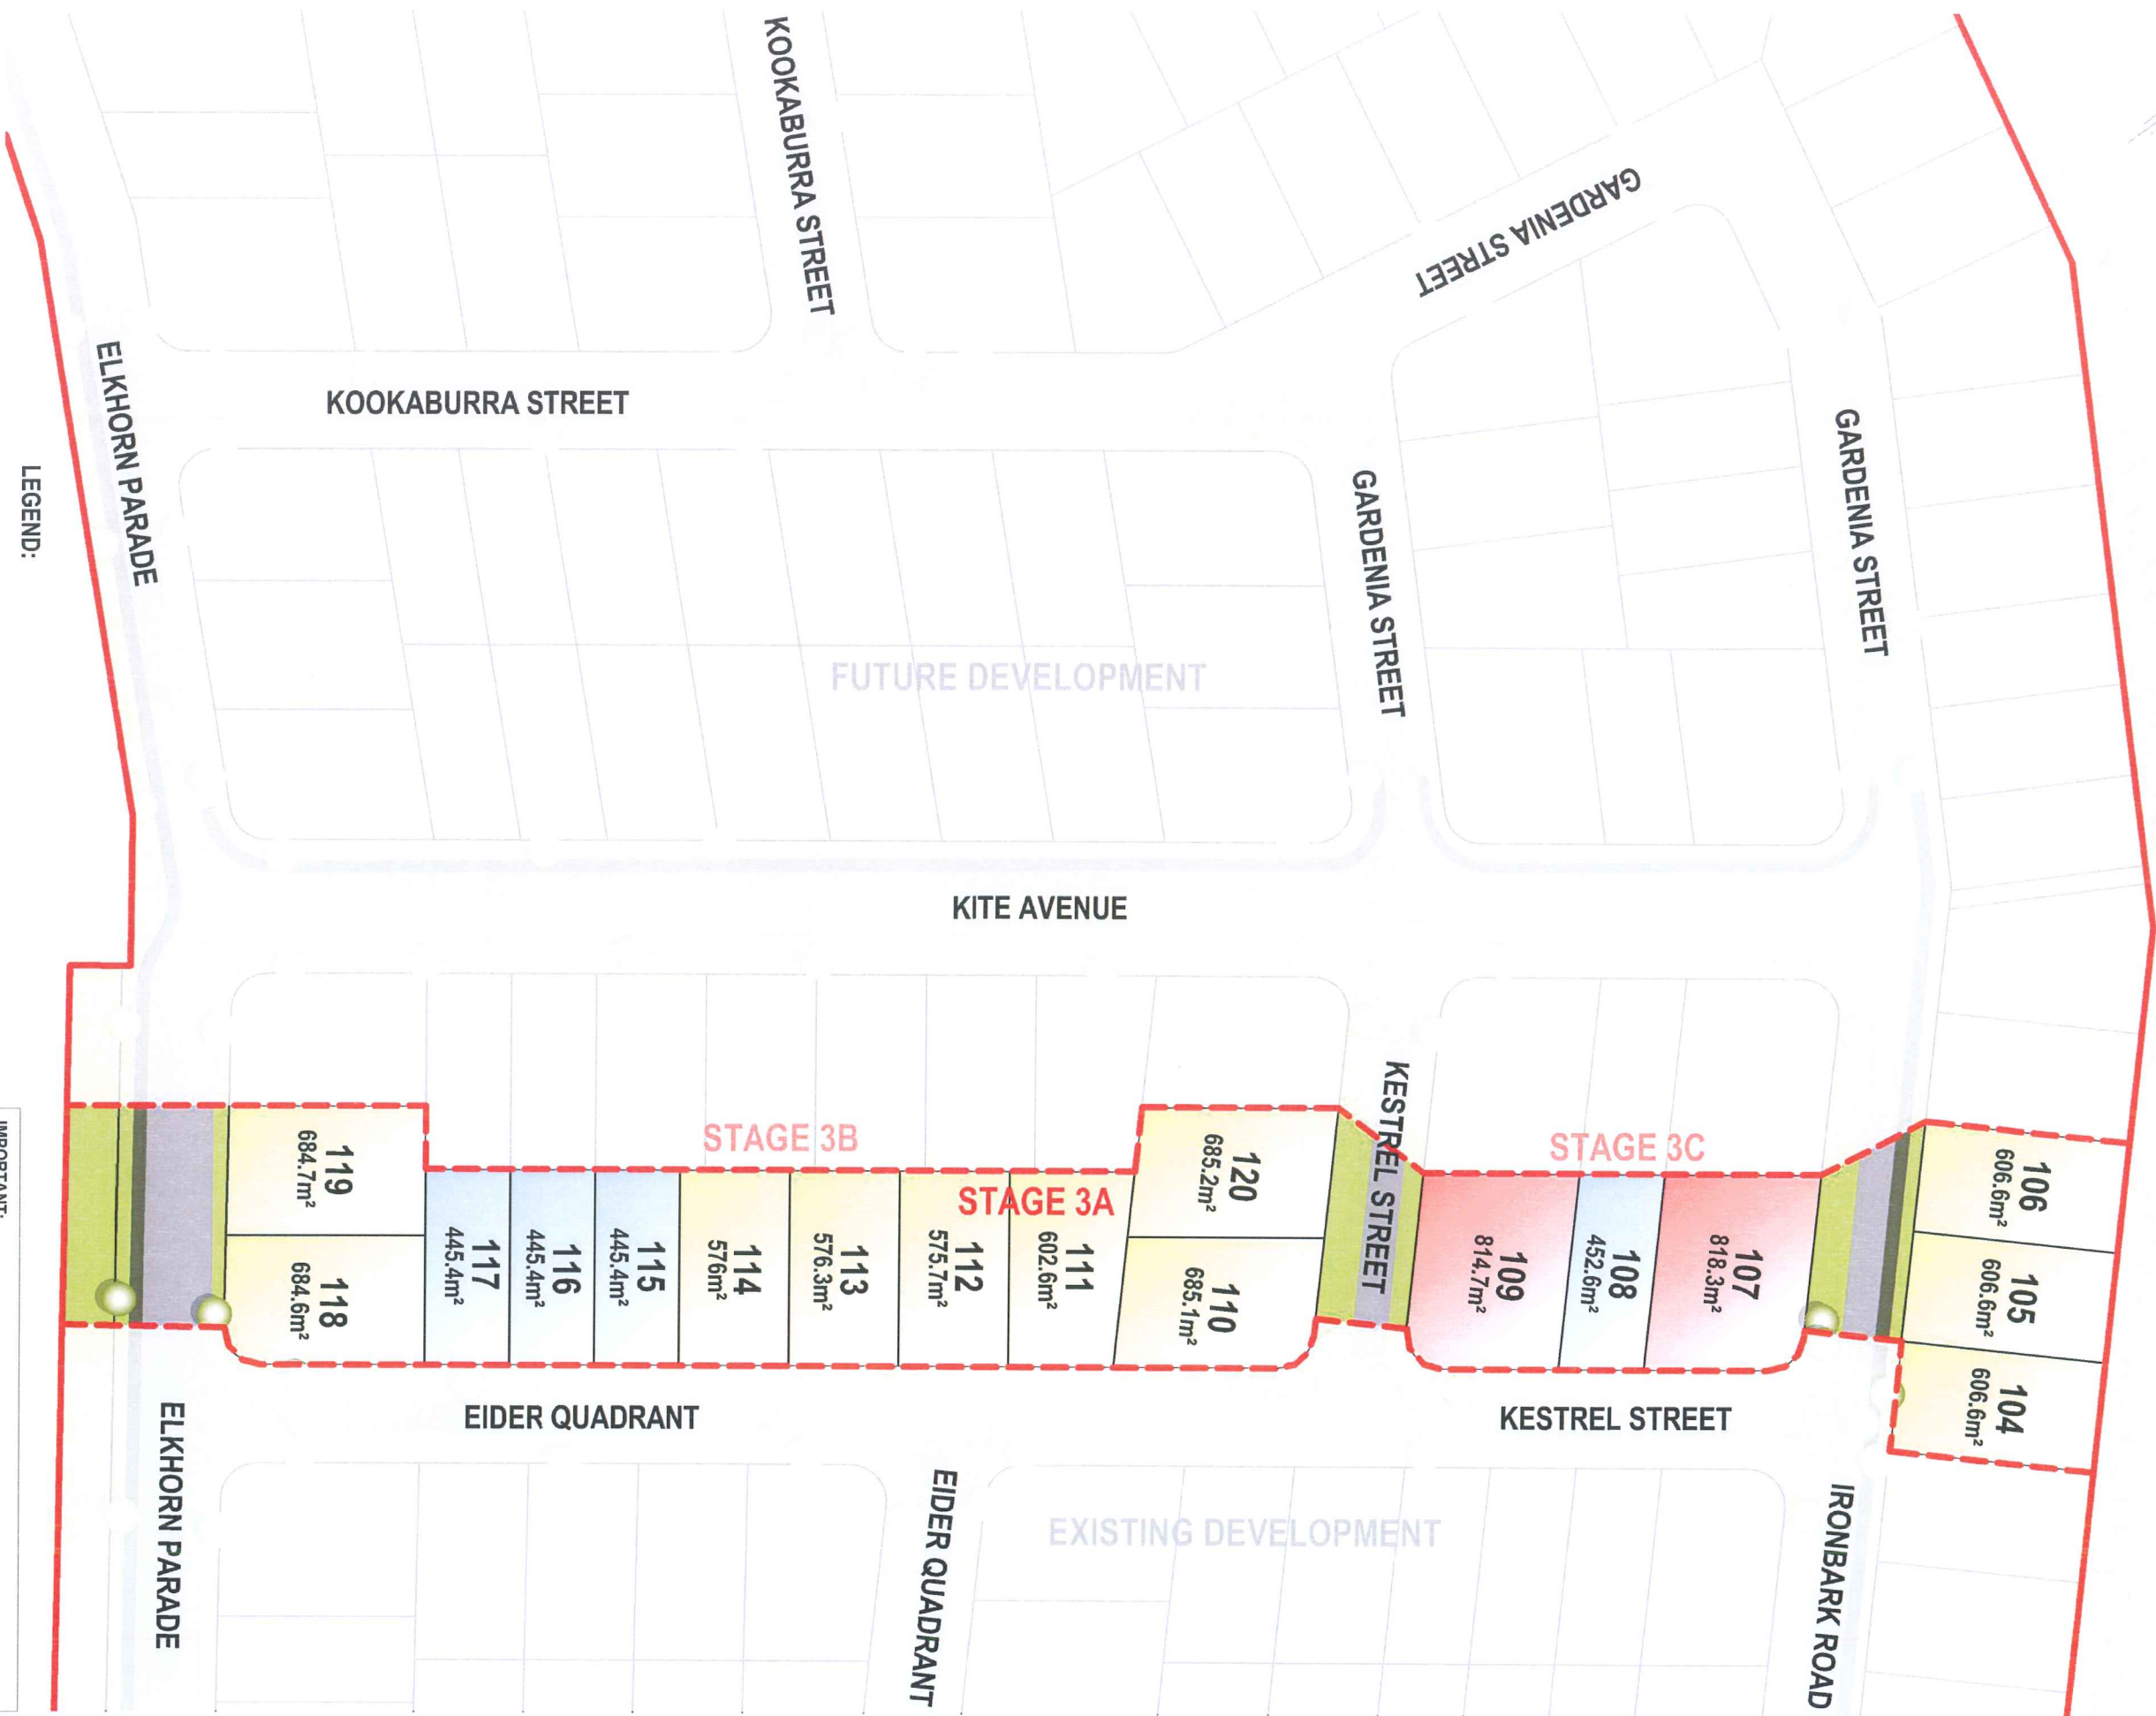 KOOKABURRA STREET
GARDENIA STREET
KOOKABURRA STREET
ELKHORN PARADE
GARDENIA STREET
GARDENIA STREET
LEGEND:
FUTURE DEVELOPMENT
KITE AVENUE
KESTREL STREET
STAGE 3B
STAGE 3C
STAGE 3A
119
684.7m²
118
684.6m²
117
445.4m²
116
445.4m²
115
445.4m²
114
576m²
113
576.3m²
112
575.7m²
111
602.6m²
120
685.2m²
110
685.1m²
109
814.7m²
108
452.6m²
107
818.3m²
106
606.6m²
105
606.6m²
104
606.6m²
EIDER QUADRANT
KESTREL STREET
ELKHORN PARADE
EIDER QUADRANT
EXISTING DEVELOPMENT
IRONBARK ROAD
IMPORTANT: